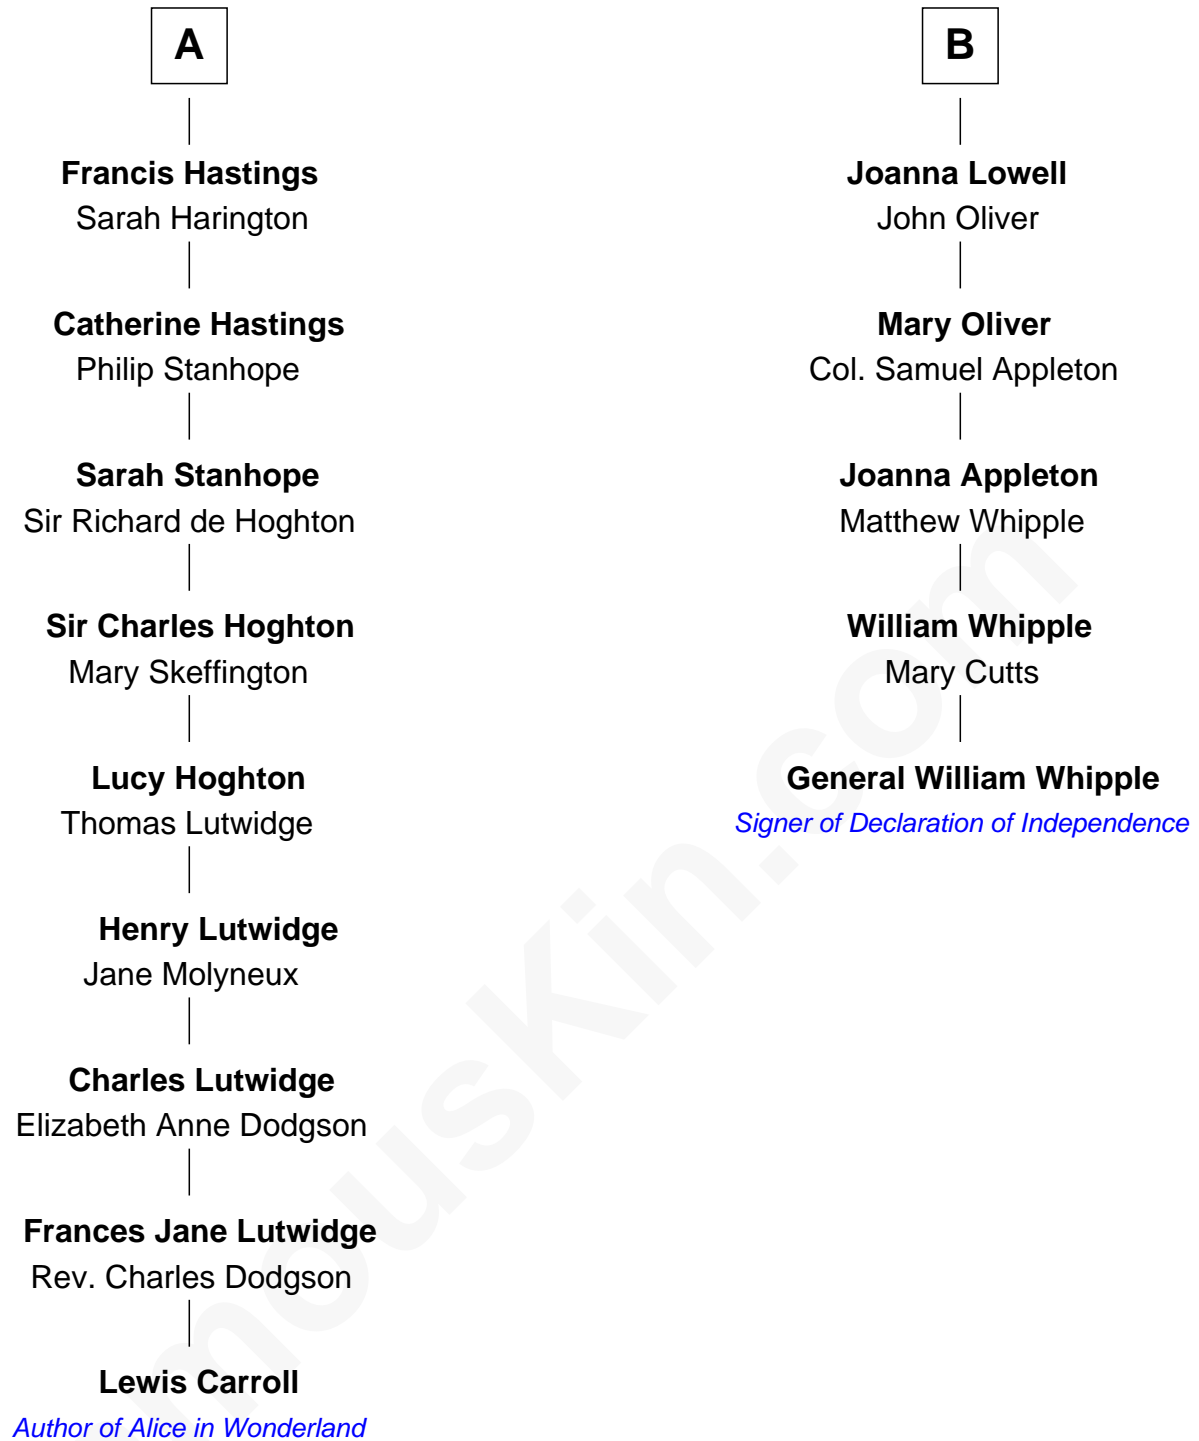 A
Francis Hastings
Sarah Harington
Catherine Hastings
Philip Stanhope
Sarah Stanhope
Sir Richard de Hoghton
Sir Charles Hoghton
Mary Skeffington
Lucy Hoghton
Thomas Lutwidge
Henry Lutwidge
Jane Molyneux
Charles Lutwidge
Elizabeth Anne Dodgson
Frances Jane Lutwidge
Rev. Charles Dodgson
Lewis Carroll
Author of Alice in Wonderland
B
Joanna Lowell
John Oliver
Mary Oliver
Col. Samuel Appleton
Joanna Appleton
Matthew Whipple
William Whipple
Mary Cutts
General William Whipple
Signer of Declaration of Independence
mousKin.com